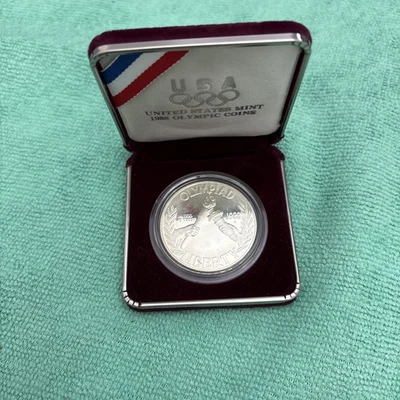 USA
UNITED STATES MINT
1988 OLYMPIC COINS
OLYMPIAD
LIBERTY